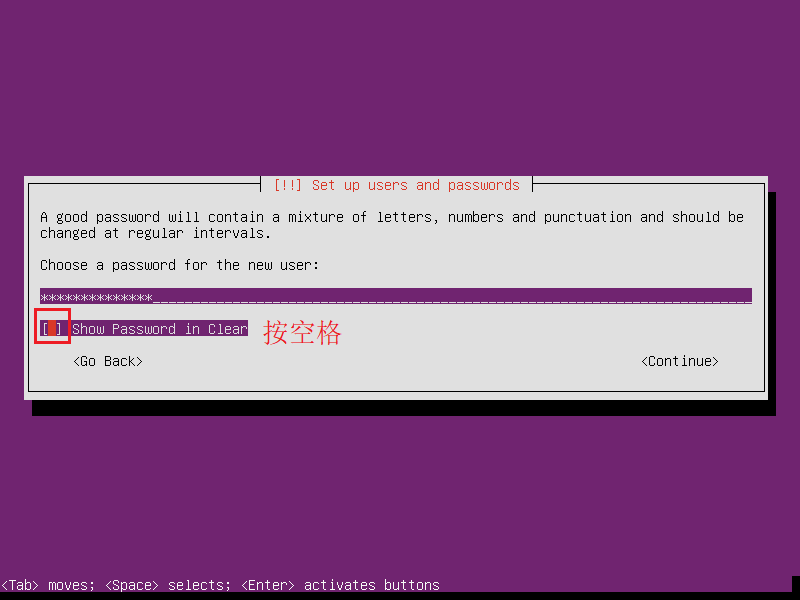 [!!] Set up users and passwords
A good password will contain a mixture of letters, numbers and punctuation and should be
changed at regular intervals.
Choose a password for the new user:
**************
[ ] Show Password in Clear 按空格
<Go Back> <Continue>
<Tab> moves; <Space> selects; <Enter> activates buttons